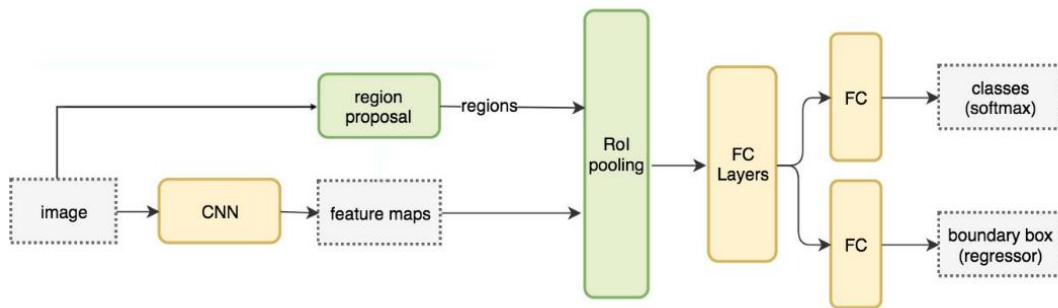 region
proposal
regions
image
CNN
feature maps
RoI
pooling
FC
Layers
FC
classes
(softmax)
FC
boundary box
(regressor)